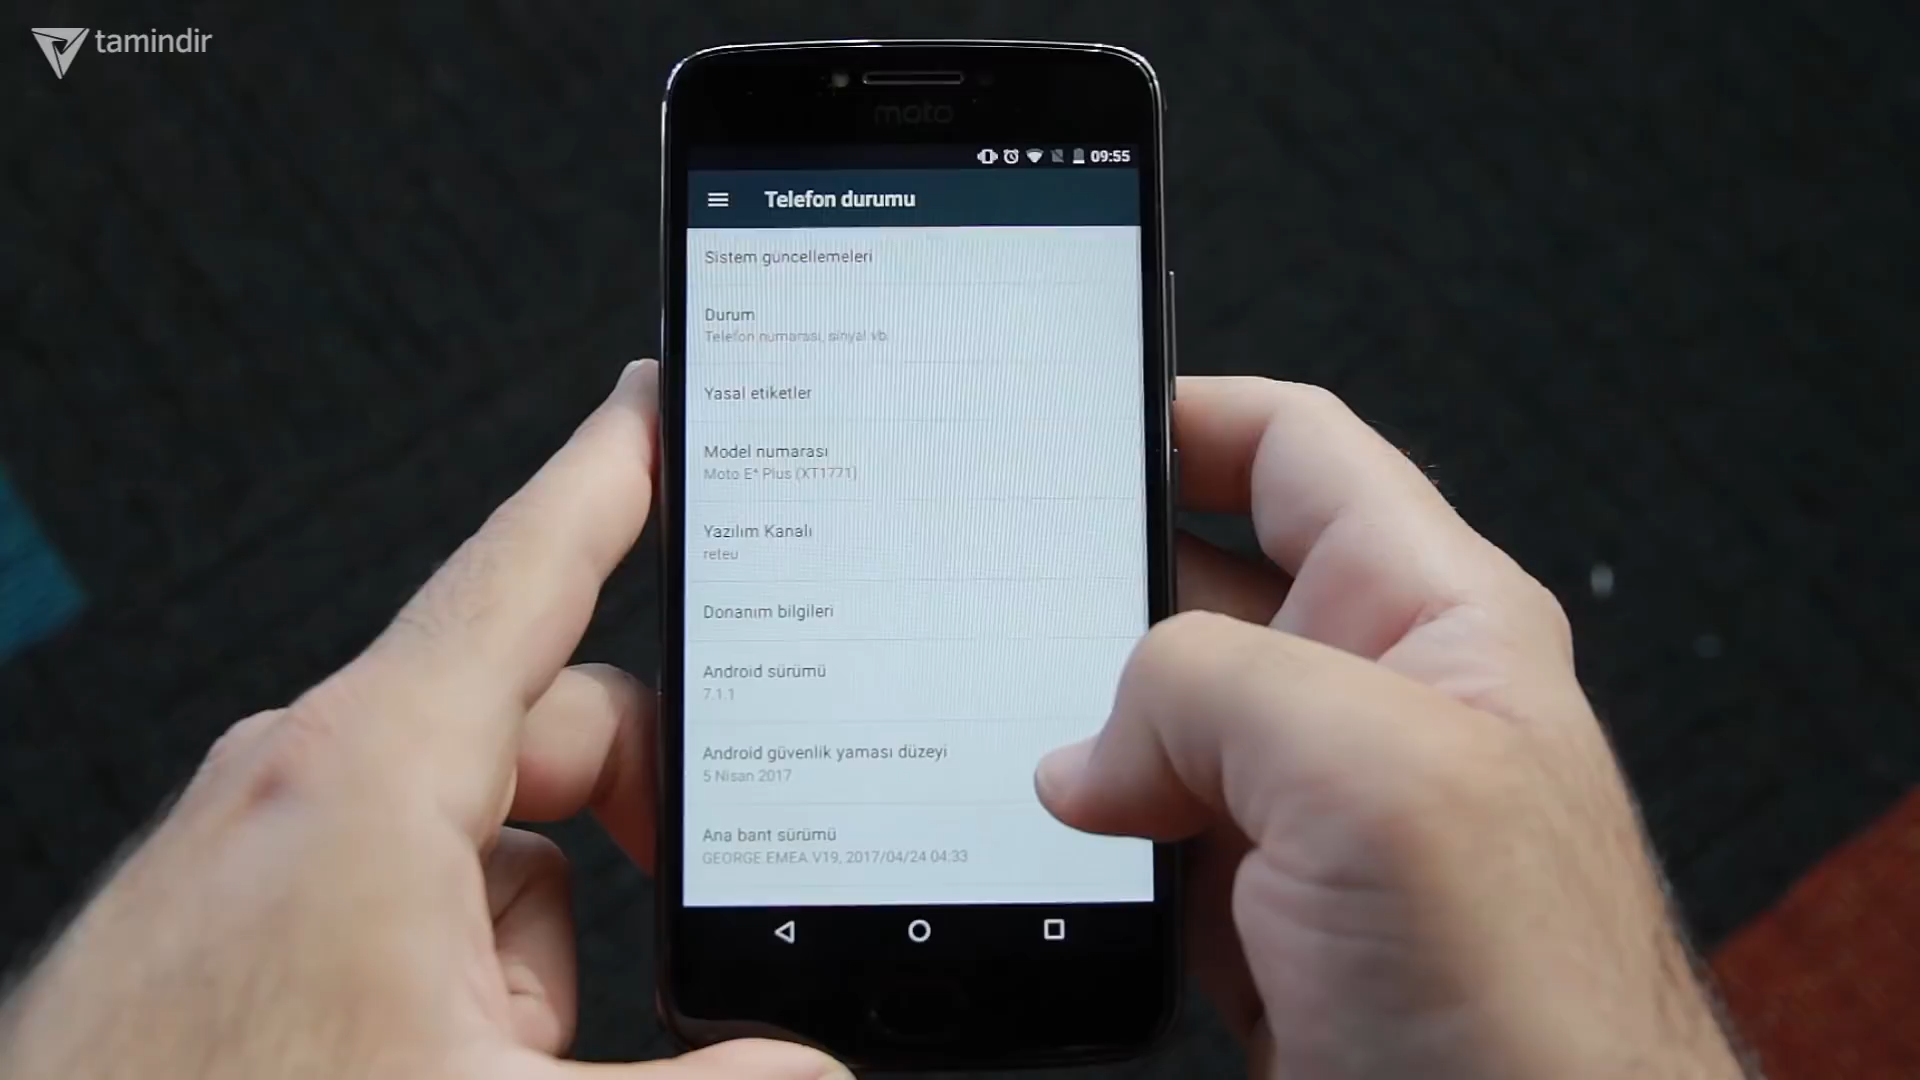 tamindir
moto
09:55
Telefon durumu
Sistem güncellemeleri
Durum
Telefon numarası, sinyal vb.
Yasal etiketler
Model numarası
Moto E⁴ Plus (XT1771)
Yazılım Kanalı
reteu
Donanım bilgileri
Android sürümü
7.1.1
Android güvenlik yaması düzeyi
5 Nisan 2017
Ana bant sürümü
GEORGE EMEA V19, 2017/04/24 04:33